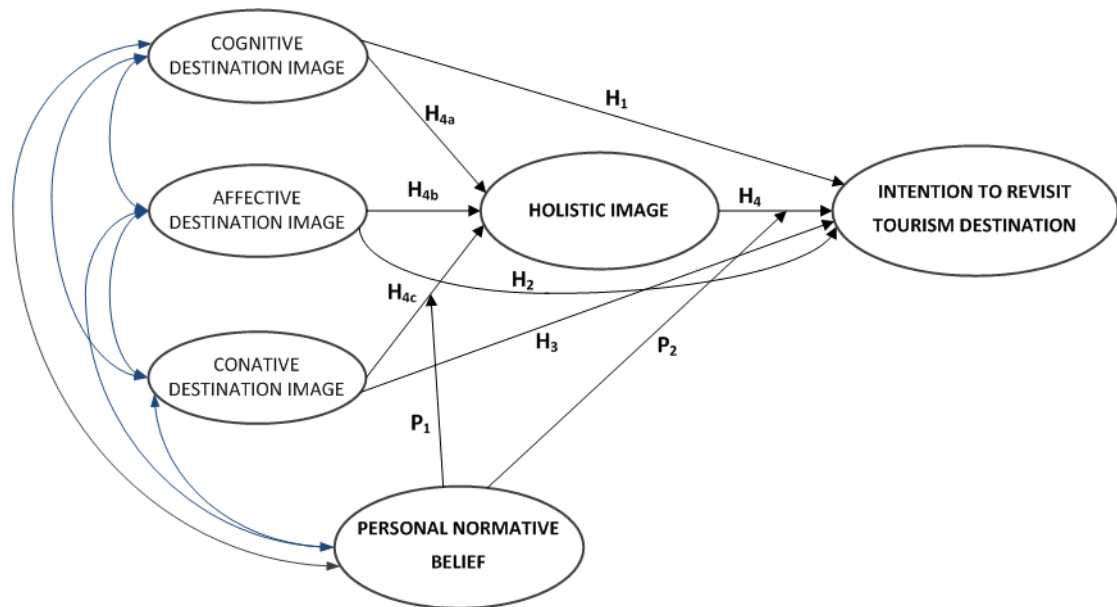 COGNITIVE
DESTINATION IMAGE
H₁
H₄ₐ
AFFECTIVE
DESTINATION IMAGE
H₄b
HOLISTIC IMAGE
H₄
INTENTION TO REVISIT
TOURISM DESTINATION
H₂
H₄c
H₃
P₂
CONATIVE
DESTINATION IMAGE
P₁
PERSONAL NORMATIVE
BELIEF